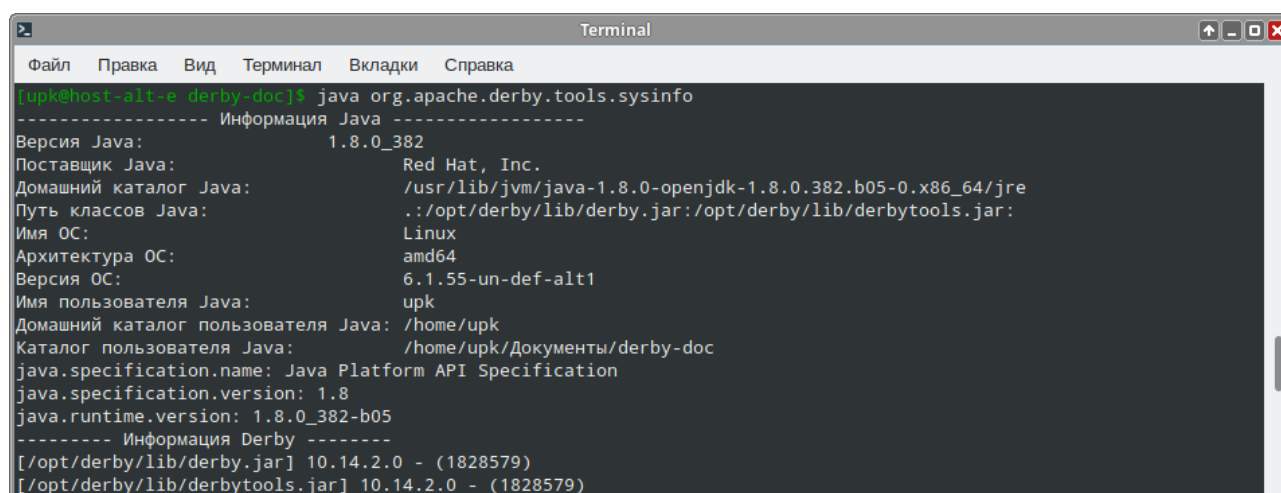 Terminal
Файл Правка Вид Терминал Вкладки Справка
[upk@host-alt-e derby-doc]$ java org.apache.derby.tools.sysinfo
------------------ Информация Java ------------------
Версия Java: 1.8.0_382
Поставщик Java: Red Hat, Inc.
Домашний каталог Java: /usr/lib/jvm/java-1.8.0-openjdk-1.8.0.382.b05-0.x86_64/jre
Путь классов Java: .:/opt/derby/lib/derby.jar:/opt/derby/lib/derbytools.jar:
Имя ОС: Linux
Архитектура ОС: amd64
Версия ОС: 6.1.55-un-def-alt1
Имя пользователя Java: upk
Домашний каталог пользователя Java: /home/upk
Каталог пользователя Java: /home/upk/Документы/derby-doc
java.specification.name: Java Platform API Specification
java.specification.version: 1.8
java.runtime.version: 1.8.0_382-b05
--------- Информация Derby --------
[/opt/derby/lib/derby.jar] 10.14.2.0 - (1828579)
[/opt/derby/lib/derbytools.jar] 10.14.2.0 - (1828579)